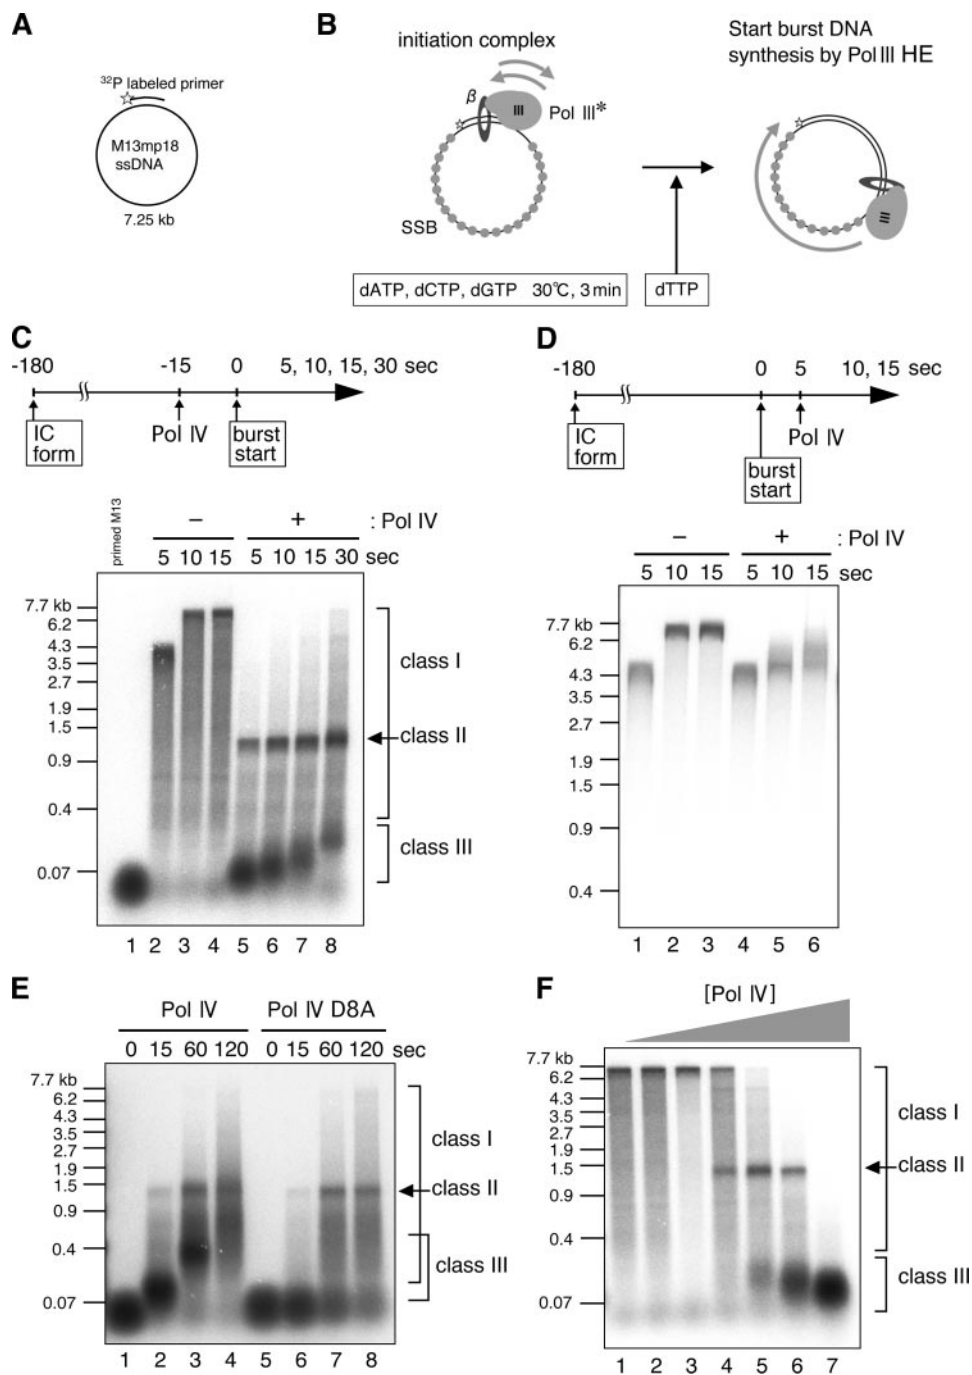 A
32P labeled primer
M13mp18
ssDNA
7.25 kb
B
initiation complex
β
III
Pol III*
SSB
dATP, dCTP, dGTP 30℃, 3 min
dTTP
Start burst DNA
synthesis by Pol III HE
III
C
-180 -15 0 5, 10, 15, 30 sec
IC
form
Pol IV
burst
start
primed M13
− + : Pol IV
5 10 15 5 10 15 30 sec
7.7 kb
6.2
4.3
3.5
2.7
1.9
1.5
0.9
0.4
0.07
class I
class II
class III
1 2 3 4 5 6 7 8
D
-180 0 5 10, 15 sec
IC
form
Pol IV
burst
start
− + : Pol IV
5 10 15 5 10 15 sec
7.7 kb
6.2
4.3
3.5
2.7
1.9
1.5
0.9
0.4
1 2 3 4 5 6
E
Pol IV Pol IV D8A
0 15 60 120 0 15 60 120 sec
7.7 kb
6.2
4.3
3.5
2.7
1.9
1.5
0.9
0.4
0.07
class I
class II
class III
1 2 3 4 5 6 7 8
F
[Pol IV]
7.7 kb
6.2
4.3
3.5
2.7
1.9
1.5
0.9
0.4
0.07
class I
class II
class III
1 2 3 4 5 6 7